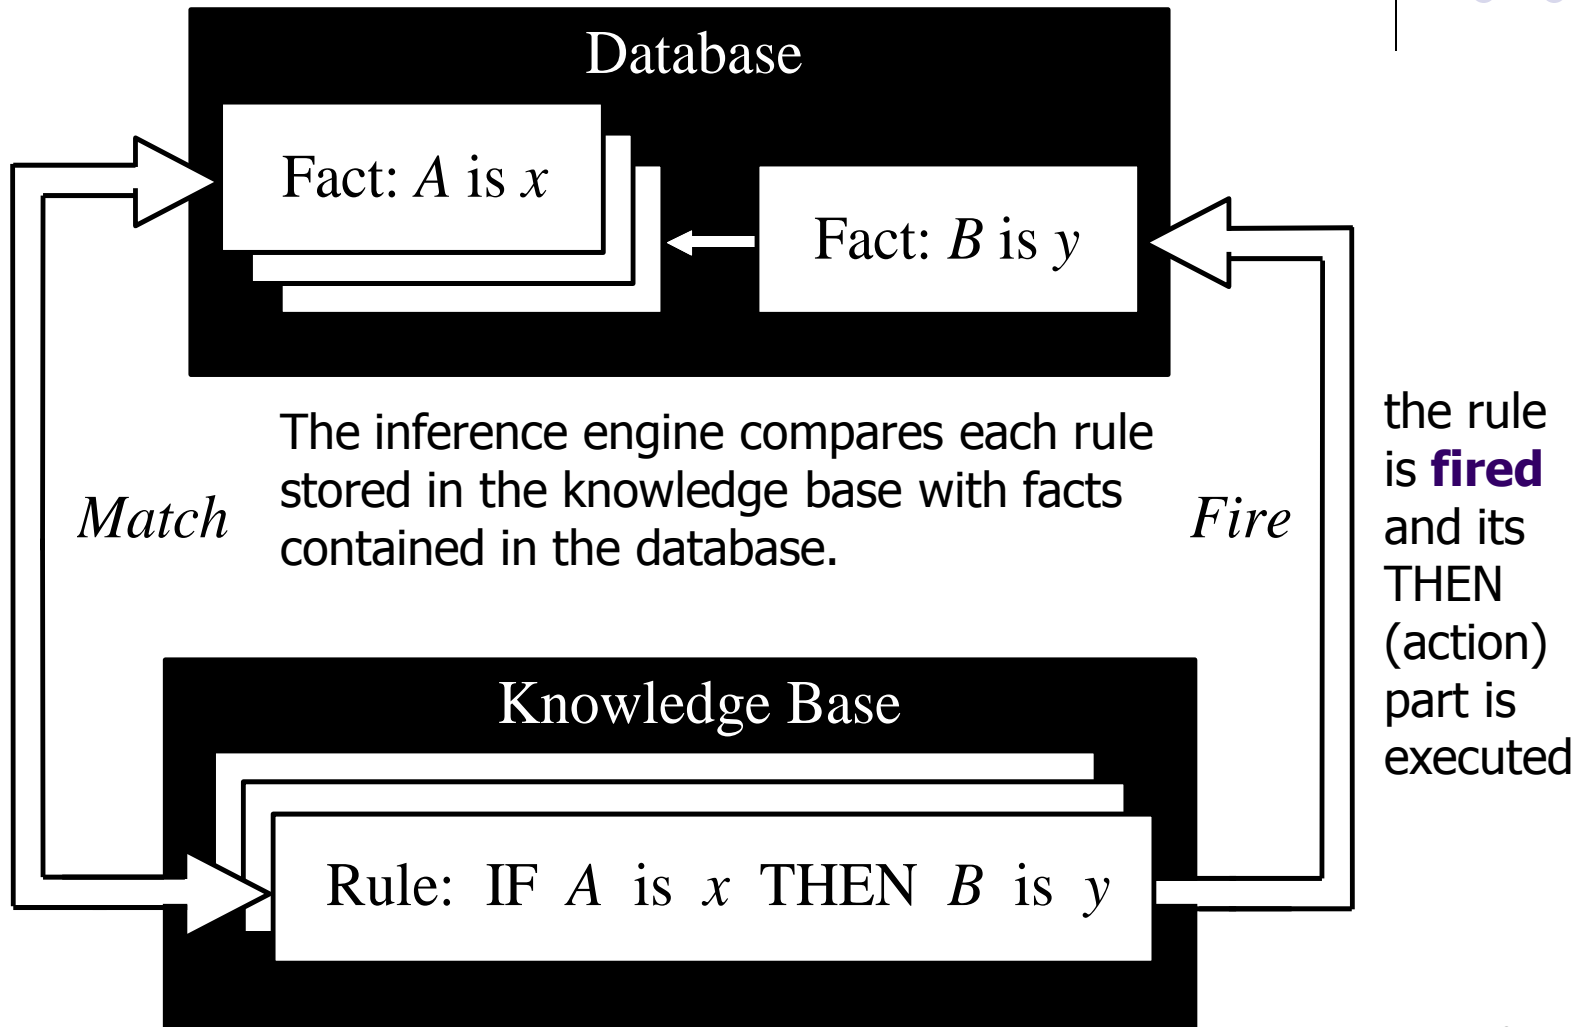 Database
Fact: A is x
Fact: B is y
The inference engine compares each rule
stored in the knowledge base with facts
contained in the database.
Match
Fire
the rule
is fired
and its
THEN
(action)
part is
executed
Knowledge Base
Rule: IF A is x THEN B is y